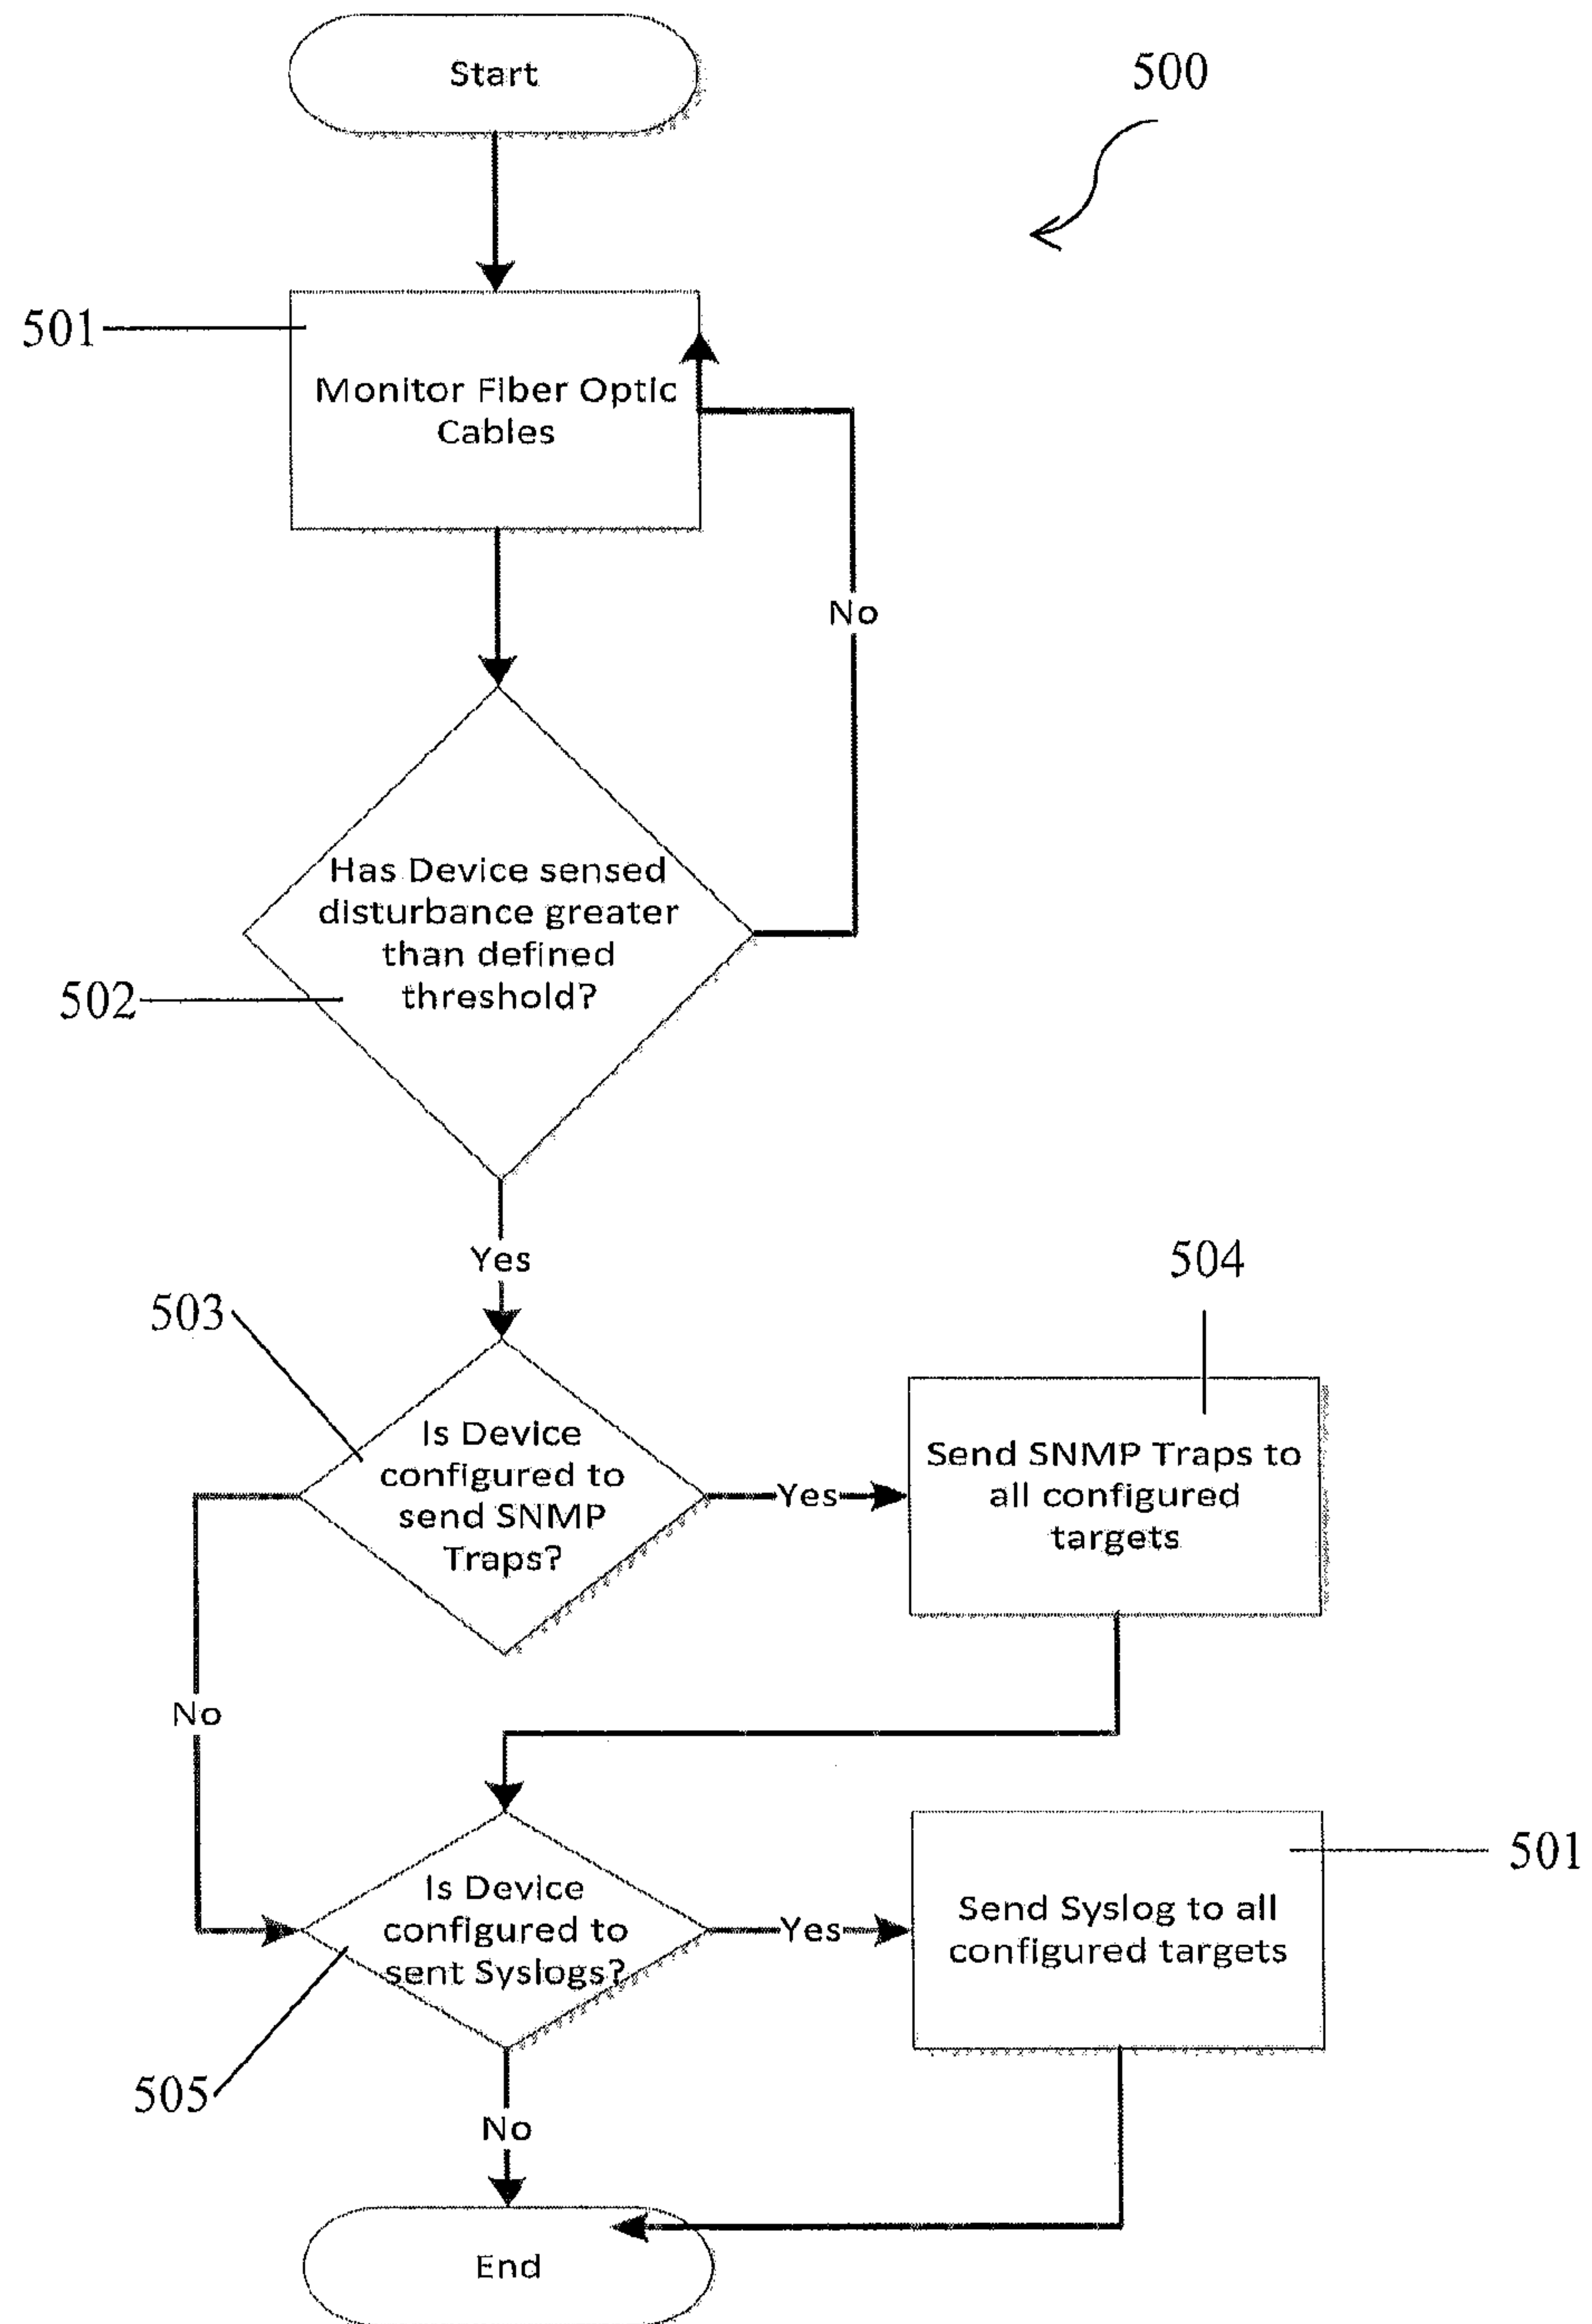 Start
500
501
Monitor Fiber Optic
Cables
No
Has Device sensed
disturbance greater
than defined
threshold?
502
Yes
504
503
Is Device
configured to
send SNMP
Traps?
Yes
Send SNMP Traps to
all configured
targets
No
Is Device
configured to
sent Syslogs?
Yes
Send Syslog to all
configured targets
501
505
No
End